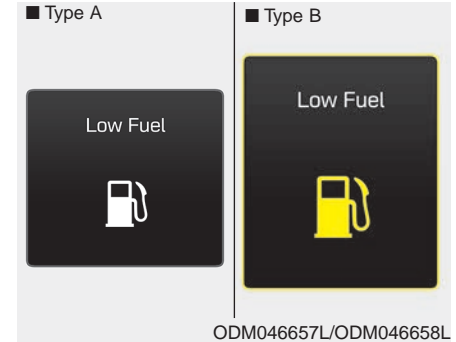 ■ Type A
■ Type B
Low Fuel
Low Fuel
ODM046657L/ODM046658L